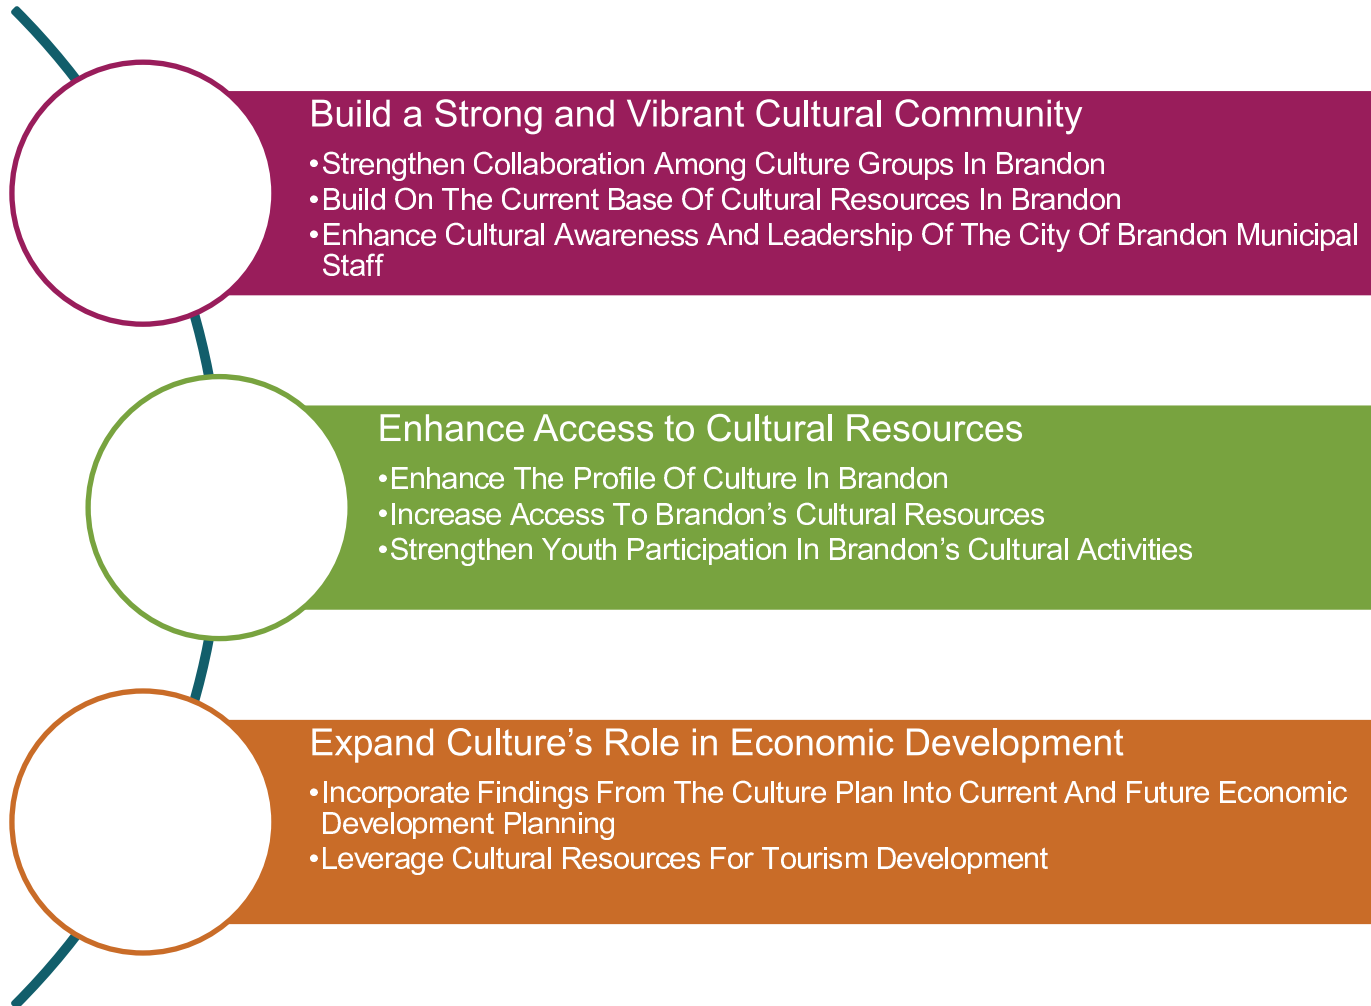 Build a Strong and Vibrant Cultural Community
•Strengthen Collaboration Among Culture Groups In Brandon
•Build On The Current Base Of Cultural Resources In Brandon
•Enhance Cultural Awareness And Leadership Of The City Of Brandon Municipal
Staff
Enhance Access to Cultural Resources
•Enhance The Profile Of Culture In Brandon
•Increase Access To Brandon’s Cultural Resources
•Strengthen Youth Participation In Brandon’s Cultural Activities
Expand Culture’s Role in Economic Development
•Incorporate Findings From The Culture Plan Into Current And Future Economic
Development Planning
•Leverage Cultural Resources For Tourism Development